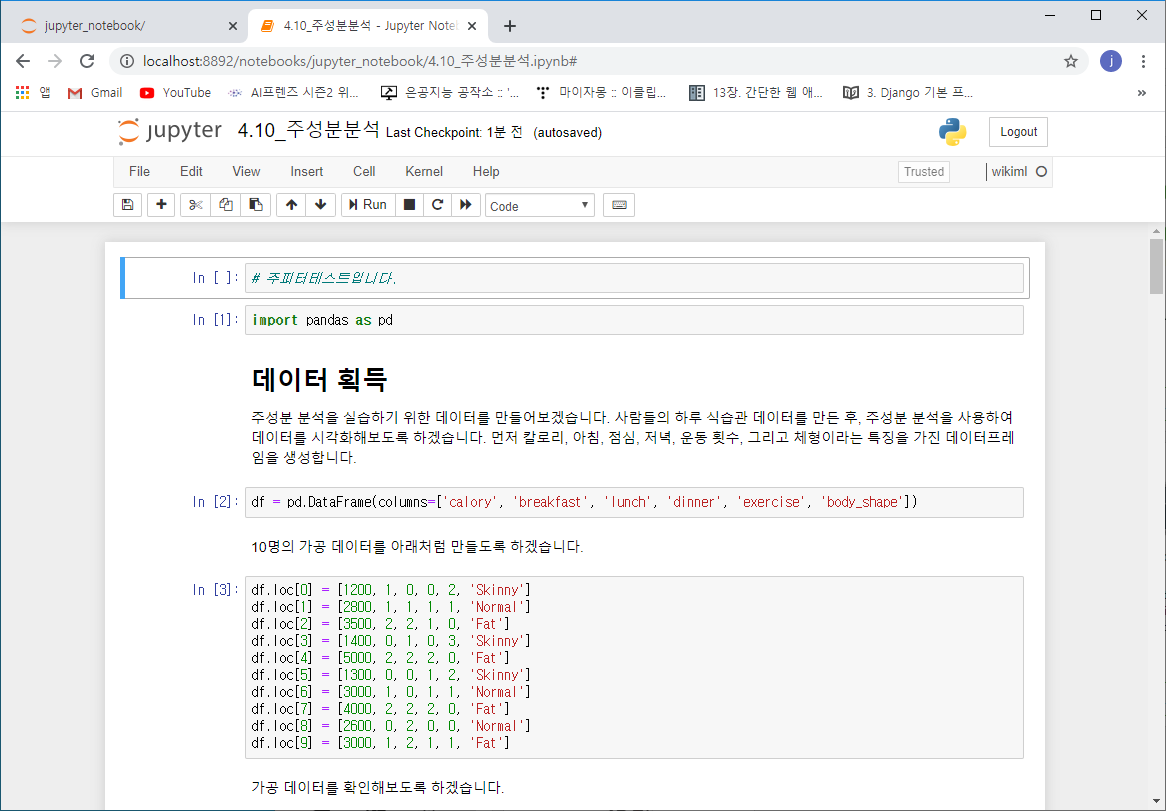 jupyter_notebook/
4.10_주성분분석 - Jupyter Noteb
localhost:8892/notebooks/jupyter_notebook/4.10_주성분분석.ipynb#
j
앱 Gmail YouTube AI프렌즈 시즌2 위... 온공지능 공작소 :: '... 마이자몽 :: 이클립... 13장. 간단한 웹 애... 3. Django 기본 프... »
jupyter 4.10_주성분분석 Last Checkpoint: 1분 전 (autosaved)
Logout
File Edit View Insert Cell Kernel Help
Trusted
wikiml
Run
Code
In [ ]: # 주피터테스트입니다.
In [1]: import pandas as pd
데이터 획득
주성분 분석을 실습하기 위한 데이터를 만들어보겠습니다. 사람들의 하루 식습관 데이터를 만든 후, 주성분 분석을 사용하여
데이터를 시각화해보도록 하겠습니다. 먼저 칼로리, 아침, 점심, 저녁, 운동 횟수, 그리고 체형이라는 특징을 가진 데이터프레
임을 생성합니다.
In [2]: df = pd.DataFrame(columns=['calory', 'breakfast', 'lunch', 'dinner', 'exercise', 'body_shape'])
10명의 가공 데이터를 아래처럼 만들도록 하겠습니다.
In [3]: df.loc[0] = [1200, 1, 0, 0, 2, 'Skinny']
df.loc[1] = [2800, 1, 1, 1, 1, 'Normal']
df.loc[2] = [3500, 2, 2, 1, 0, 'Fat']
df.loc[3] = [1400, 0, 1, 0, 3, 'Skinny']
df.loc[4] = [5000, 2, 2, 2, 0, 'Fat']
df.loc[5] = [1300, 0, 0, 1, 2, 'Skinny']
df.loc[6] = [3000, 1, 0, 1, 1, 'Normal']
df.loc[7] = [4000, 2, 2, 2, 0, 'Fat']
df.loc[8] = [2600, 0, 2, 0, 0, 'Normal']
df.loc[9] = [3000, 1, 2, 1, 1, 'Fat']
가공 데이터를 확인해보도록 하겠습니다.